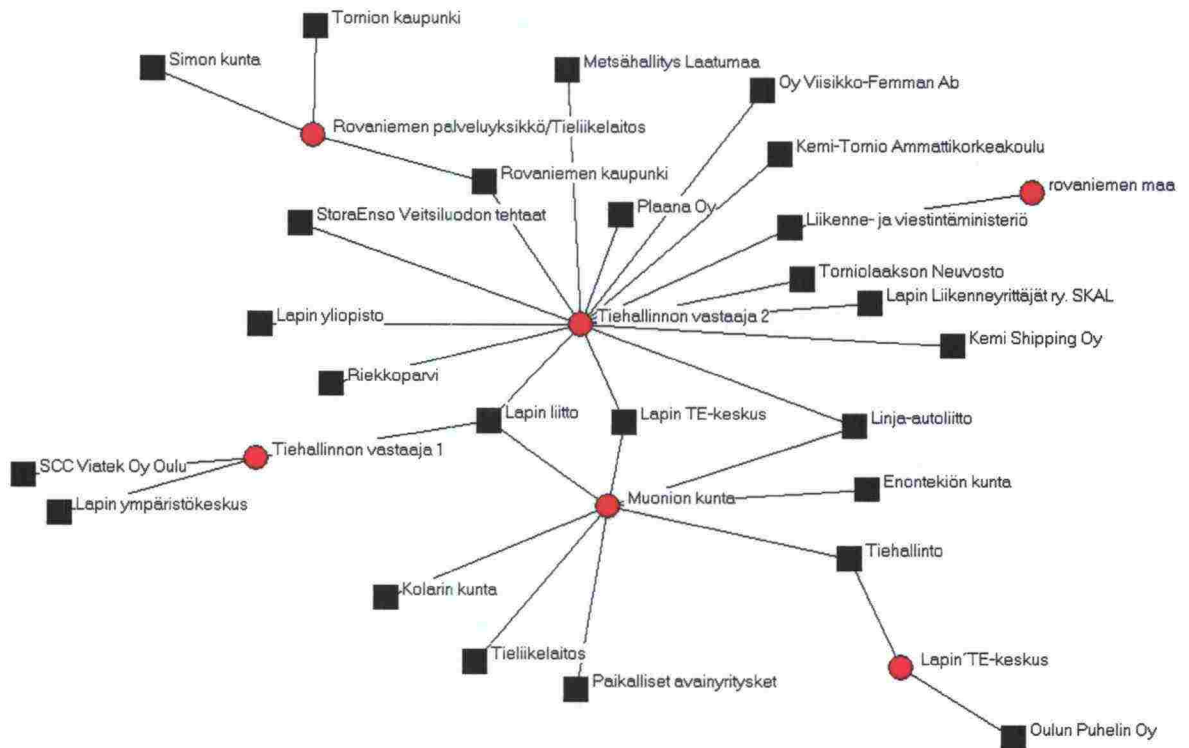 Tornion kaupunki
Simon kunta
Metsähallitys Laatumaa
Oy Viisikko-Femman Ab
Rovaniemen palveluyksikkö/Tieliikelaitos
Kemi-Tornio Ammattikorkeakoulu
Rovaniemen kaupunki
rovaniemen maa
StoraEnso Veitsiluodon tehtaat
Plaana Oy
Liikenne- ja viestintäministeriö
Torniolaakson Neuvosto
Lapin Liikenneyrittäjät ry. SKAL
Lapin yliopisto
Tiehallinnon vastaaja 2
Kemi Shipping Oy
Riekkoparvi
Lapin liitto
Lapin TE-keskus
Linja-autoliitto
Tiehallinnon vastaaja 1
SCC Viatek Oy Oulu
Lapin ympäristökeskus
Muonion kunta
Enontekiön kunta
Tiehallinto
Kolarin kunta
Tieliikelaitos
Lapin´TE-keskus
Paikalliset avainyritysket
Oulun Puhelin Oy